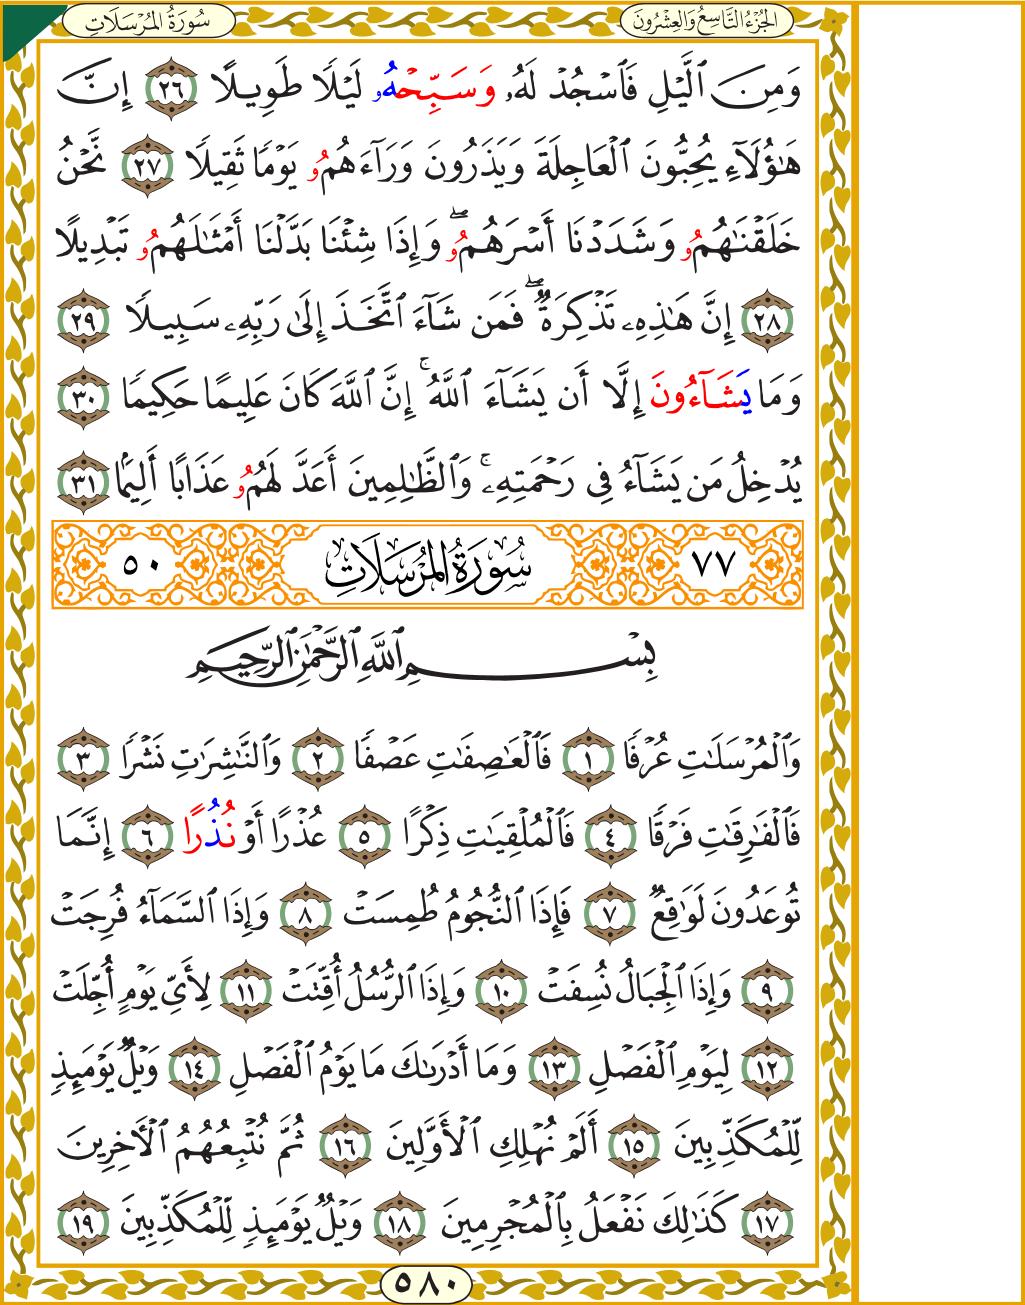 الجُزْءُ التَّاسِعُ وَالعِشْرُونَ
سُورَةُ المُرْسَلَاتِ
وَمِنَ ٱلَّيْلِ فَٱسْجُدْ لَهُۥ وَسَبِّحْهُۥ لَيْلًا طَوِيلًا ٢٦ إِنَّ
هَـٰٓؤُلَآءِ يُحِبُّونَ ٱلْعَاجِلَةَ وَيَذَرُونَ وَرَآءَهُمُۥ يَوْمًا ثَقِيلًا ٢٧ نَّحْنُ
خَلَقْنَـٰهُمُۥ وَشَدَدْنَا أَسْرَهُمُۥ ۖ وَإِذَا شِئْنَا بَدَّلْنَا أَمْثَـٰلَهُمُۥ تَبْدِيلًا
٢٨ إِنَّ هَـٰذِهِۦ تَذْكِرَةٌ ۖ فَمَن شَآءَ ٱتَّخَذَ إِلَىٰ رَبِّهِۦ سَبِيلًا ٢٩
وَمَا يَشَآءُونَ إِلَّا أَن يَشَآءَ ٱللَّهُ ۚ إِنَّ ٱللَّهَ كَانَ عَلِيمًا حَكِيمًا ٣٠
يُدْخِلُ مَن يَشَآءُ فِى رَحْمَتِهِۦ ۚ وَٱلظَّـٰلِمِينَ أَعَدَّ لَهُمُۥ عَذَابًا أَلِيمًۢا ٣١
٧٧ سُورَةُ المُرْسَلَاتِ ٥٠
بِسْمِ ٱللَّهِ ٱلرَّحْمَـٰنِ ٱلرَّحِيمِ
وَٱلْمُرْسَلَـٰتِ عُرْفًا ١ فَٱلْعَـٰصِفَـٰتِ عَصْفًا ٢ وَٱلنَّـٰشِرَٰتِ نَشْرًا ٣
فَٱلْفَـٰرِقَـٰتِ فَرْقًا ٤ فَٱلْمُلْقِيَـٰتِ ذِكْرًا ٥ عُذْرًا أَوْ نُذُرًا ٦ إِنَّمَا
تُوعَدُونَ لَوَٰقِعٌ ٧ فَإِذَا ٱلنُّجُومُ طُمِسَتْ ٨ وَإِذَا ٱلسَّمَآءُ فُرِجَتْ
٩ وَإِذَا ٱلْجِبَالُ نُسِفَتْ ١٠ وَإِذَا ٱلرُّسُلُ أُقِّتَتْ ١١ لِأَىِّ يَوْمٍ أُجِّلَتْ
١٢ لِيَوْمِ ٱلْفَصْلِ ١٣ وَمَا أَدْرَىٰكَ مَا يَوْمُ ٱلْفَصْلِ ١٤ وَيْلٌ يَوْمَئِذٍ
لِّلْمُكَذِّبِينَ ١٥ أَلَمْ نُهْلِكِ ٱلْأَوَّلِينَ ١٦ ثُمَّ نُتْبِعُهُمُ ٱلْأَخِرِينَ
١٧ كَذَٰلِكَ نَفْعَلُ بِٱلْمُجْرِمِينَ ١٨ وَيْلٌ يَوْمَئِذٍ لِّلْمُكَذِّبِينَ ١٩
٥٨٠